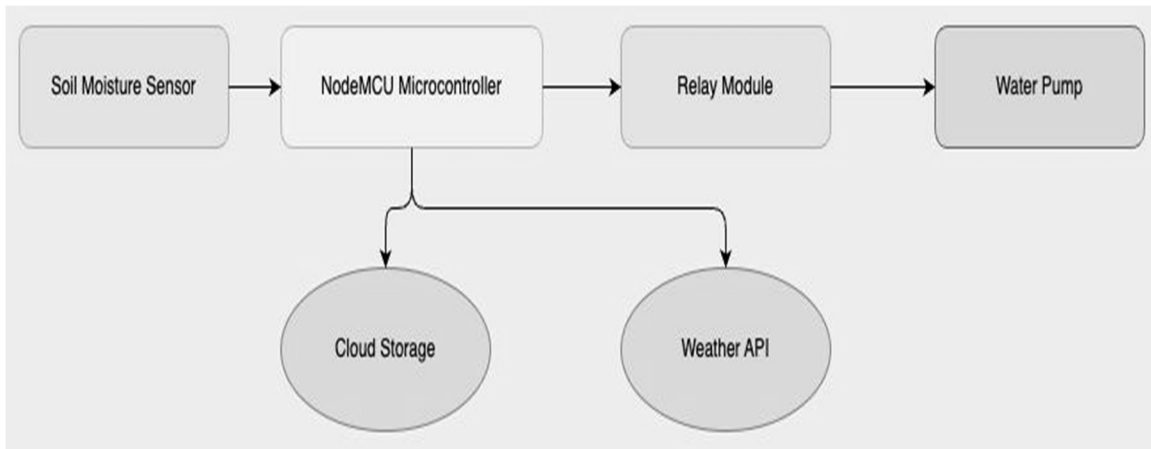 Soil Moisture Sensor
NodeMCU Microcontroller
Relay Module
Water Pump
Cloud Storage
Weather API